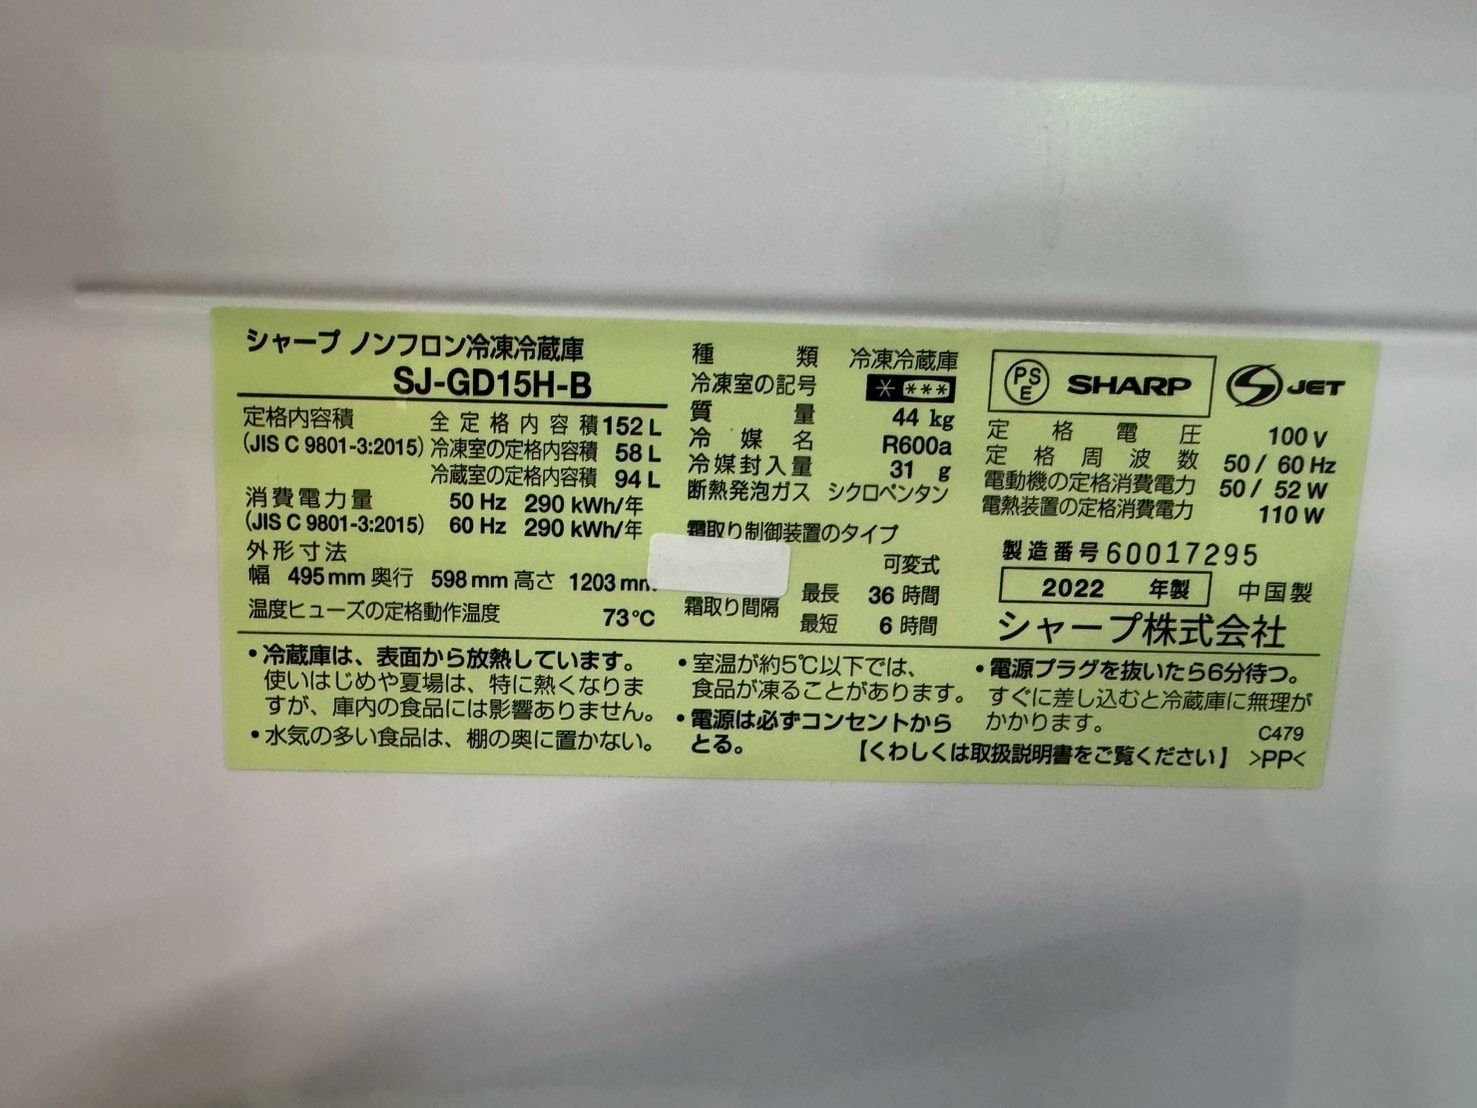 シャープ ノンフロン冷凍冷蔵庫
SJ-GD15H-B
定格内容積 全定格内容積 152 L
(JIS C 9801-3:2015) 冷凍室の定格内容積 58 L
冷蔵室の定格内容積 94 L
消費電力量 50 Hz 290 kWh/年
(JIS C 9801-3:2015) 60 Hz 290 kWh/年
外形寸法
幅 495 mm 奥行 598 mm 高さ 1203 mm
温度ヒューズの定格動作温度 73℃
種類 冷凍冷蔵庫
冷凍室の記号 * ***
質量 44 kg
冷媒名 R600a
冷媒封入量 31 g
断熱発泡ガス シクロペンタン
霜取り制御装置のタイプ
可変式
霜取り間隔 最長 36 時間
最短 6 時間
PSE SHARP S JET
定格電圧 100 V
定格周波数 50 / 60 Hz
電動機の定格消費電力 50 / 52 W
電熱装置の定格消費電力 110 W
製造番号 60017295
2022 年製 中国製
シャープ株式会社
• 冷蔵庫は、表面から放熱しています。
使いはじめや夏場は、特に熱くなりま
すが、庫内の食品には影響ありません。
• 水気の多い食品は、棚の奥に置かない。
• 室温が約5℃以下では、
食品が凍ることがあります。
• 電源は必ずコンセントから
とる。
• 電源プラグを抜いたら6分待つ。
すぐに差し込むと冷蔵庫に無理が
かかります。
C479
【くわしくは取扱説明書をご覧ください】 >PP<